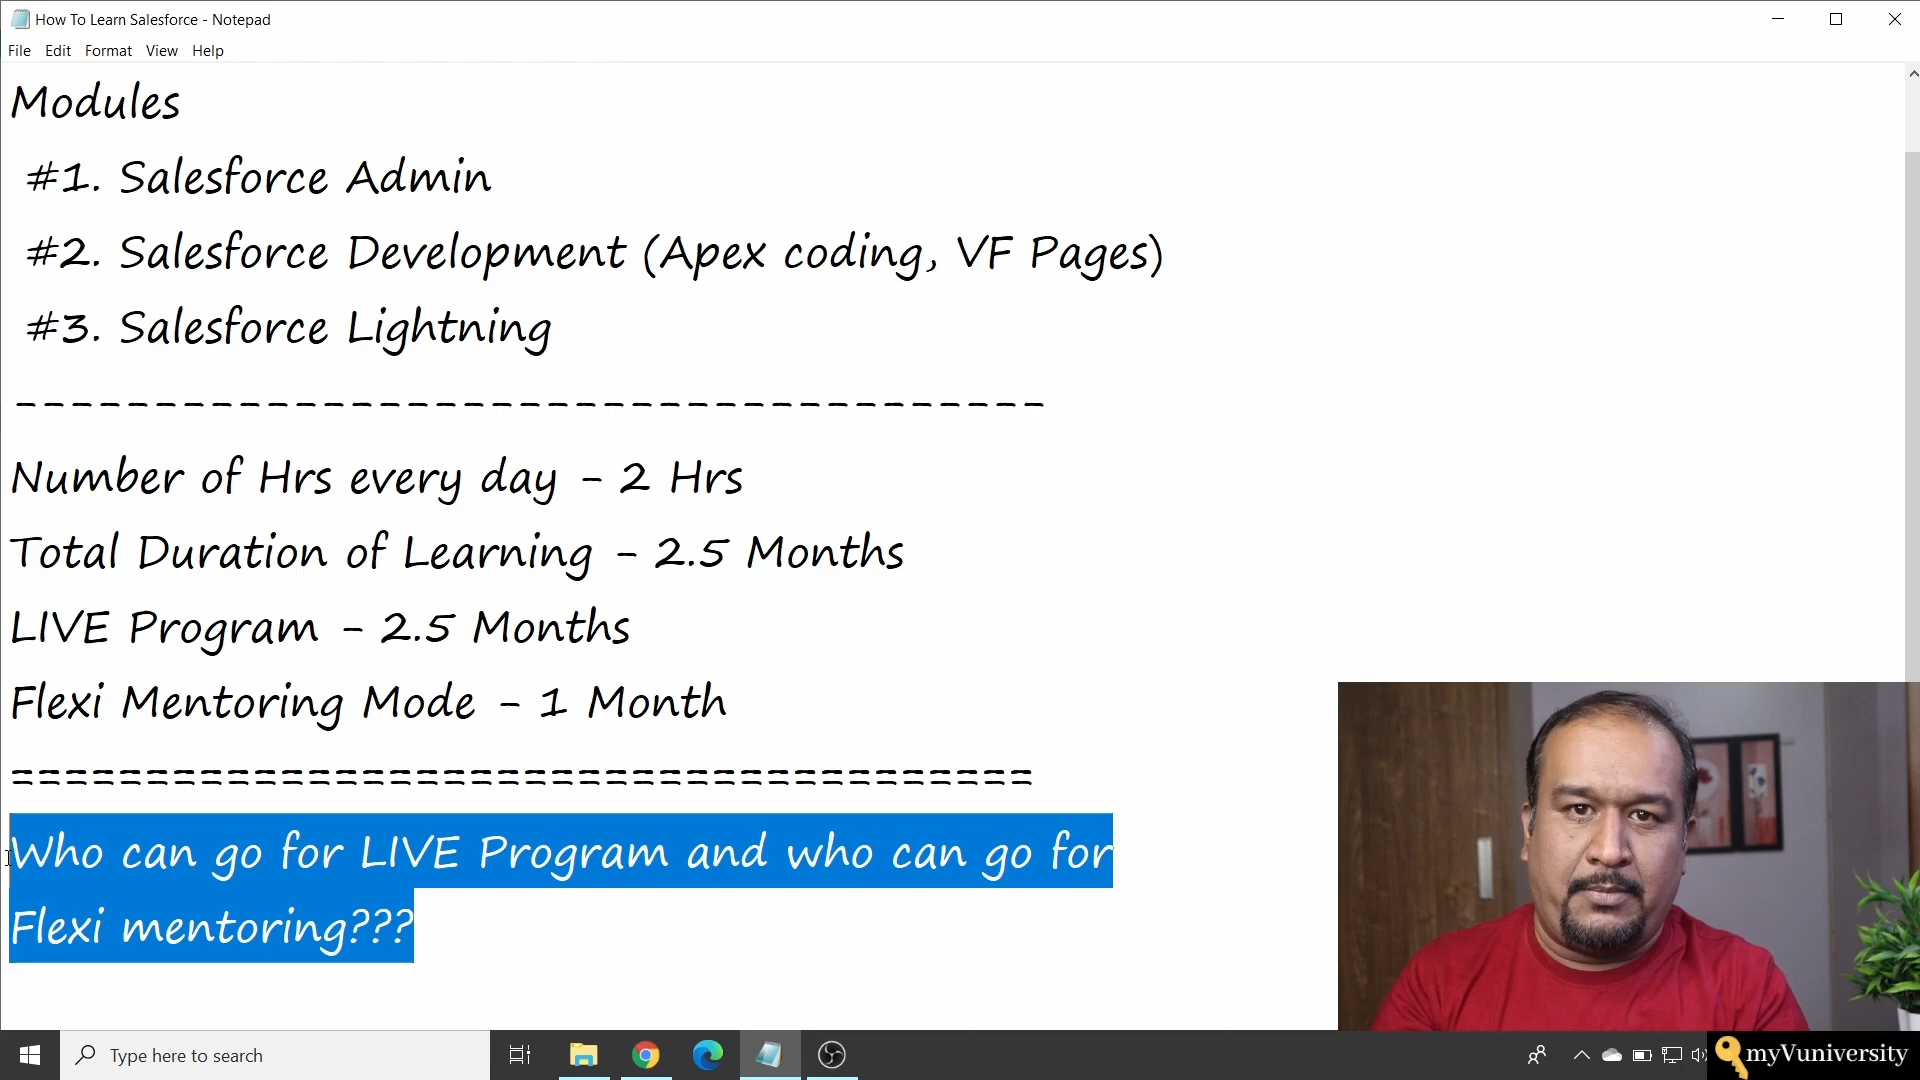 How To Learn Salesforce - Notepad
File Edit Format View Help
Modules
#1. Salesforce Admin
#2. Salesforce Development (Apex coding, VF Pages)
#3. Salesforce Lightning
-------------------------------------
Number of Hrs every day - 2 Hrs
Total Duration of Learning - 2.5 Months
LIVE Program - 2.5 Months
Flexi Mentoring Mode - 1 Month
======================================
Who can go for LIVE Program and who can go for
Flexi mentoring???
Type here to search
myVuniversity